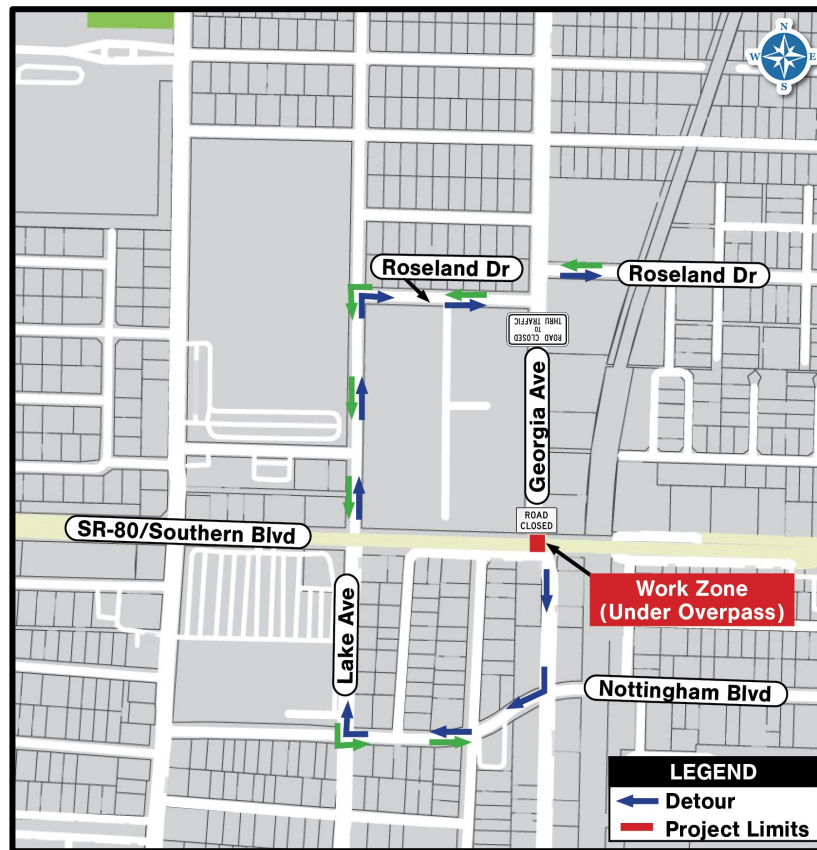 N
W E
S
Roseland Dr
Roseland Dr
ROAD CLOSED
TO
THRU TRAFFIC
Georgia Ave
ROAD
CLOSED
SR-80/Southern Blvd
Work Zone
(Under Overpass)
Lake Ave
Nottingham Blvd
LEGEND
Detour
Project Limits